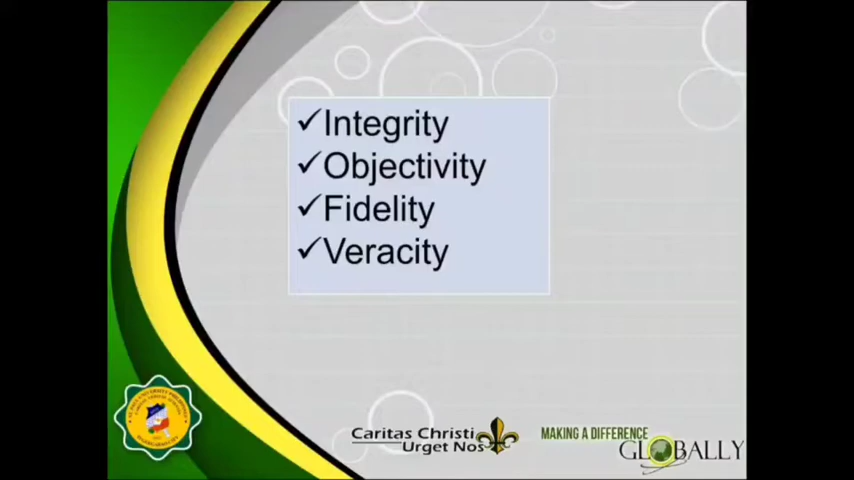 ✓Integrity
✓Objectivity
✓Fidelity
✓Veracity
Caritas Christi
Urget Nos
MAKING A DIFFERENCE
GLOBALLY